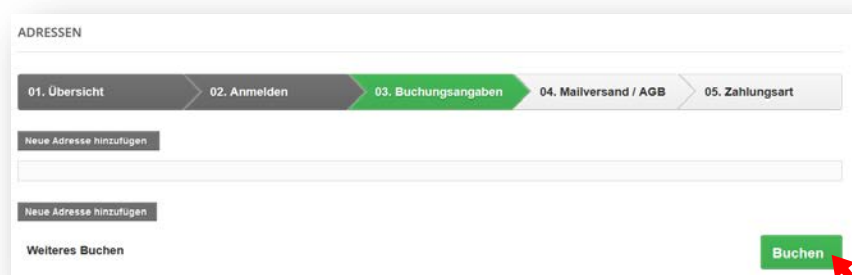 ADRESSEN
01. Übersicht 02. Anmelden 03. Buchungsangaben 04. Mailversand / AGB 05. Zahlungsart
Neue Adresse hinzufügen
Neue Adresse hinzufügen
Weiteres Buchen Buchen